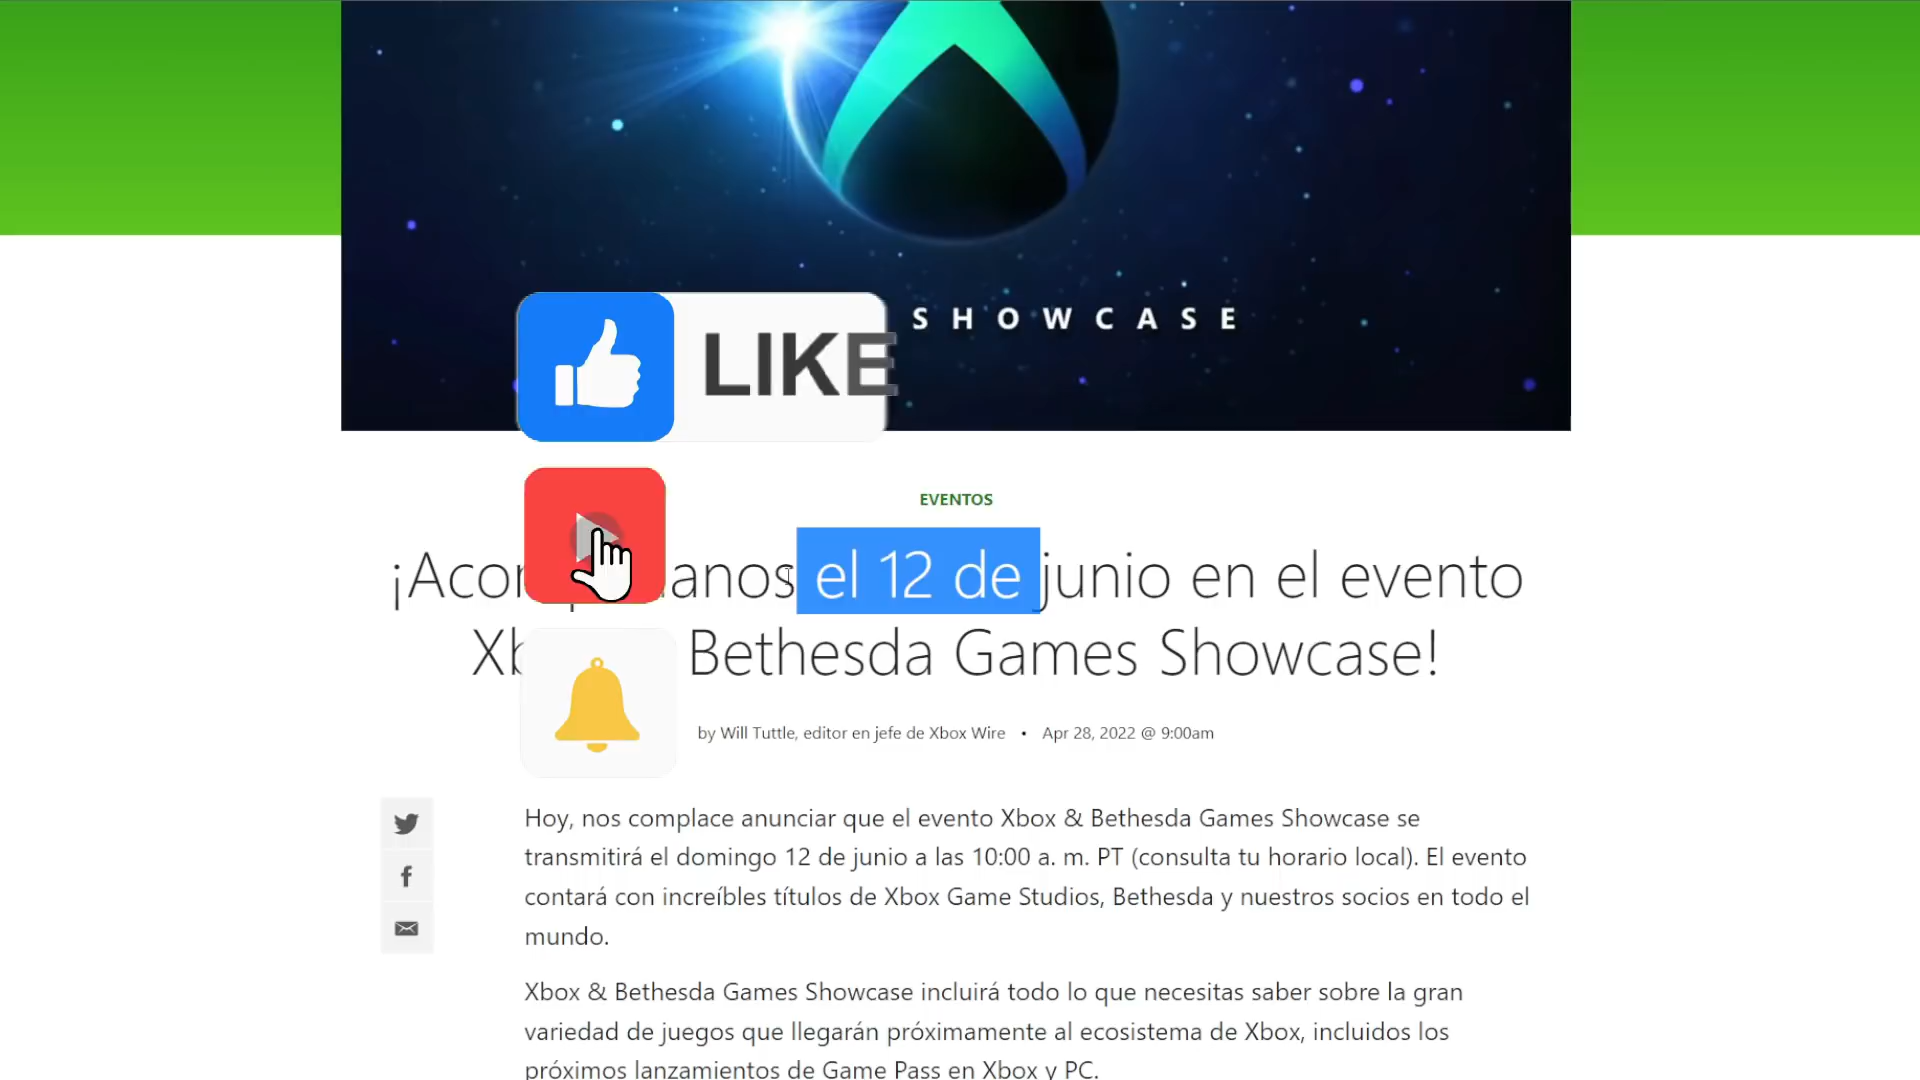 SHOWCASE
LIKE
EVENTOS
¡Acom anos el 12 de junio en el evento
Xb Bethesda Games Showcase!
by Will Tuttle, editor en jefe de Xbox Wire • Apr 28, 2022 @ 9:00am
Hoy, nos complace anunciar que el evento Xbox & Bethesda Games Showcase se
transmitirá el domingo 12 de junio a las 10:00 a. m. PT (consulta tu horario local). El evento
contará con increíbles títulos de Xbox Game Studios, Bethesda y nuestros socios en todo el
mundo.
Xbox & Bethesda Games Showcase incluirá todo lo que necesitas saber sobre la gran
variedad de juegos que llegarán próximamente al ecosistema de Xbox, incluidos los
próximos lanzamientos de Game Pass en Xbox y PC.